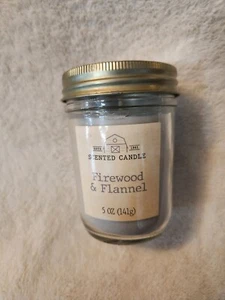 SCENTED CANDLE
Firewood
& Flannel
5 OZ (141g)